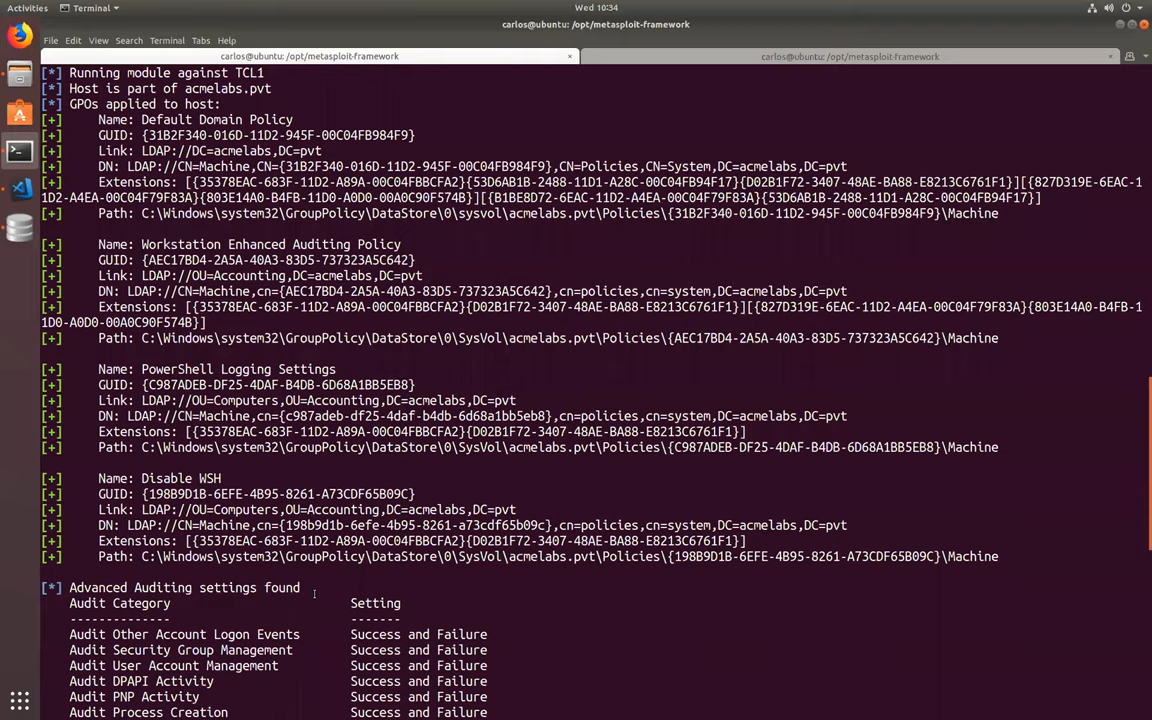 Activities
Terminal
Wed 10:34
carlos@ubuntu: /opt/metasploit-framework
File Edit View Search Terminal Tabs Help
carlos@ubuntu: /opt/metasploit-framework × carlos@ubuntu: /opt/metasploit-framework ×
[*] Running module against TCL1
[*] Host is part of acmelabs.pvt
[*] GPOs applied to host:
[+] Name: Default Domain Policy
[+] GUID: {31B2F340-016D-11D2-945F-00C04FB984F9}
[+] Link: LDAP://DC=acmelabs,DC=pvt
[+] DN: LDAP://CN=Machine,CN={31B2F340-016D-11D2-945F-00C04FB984F9},CN=Policies,CN=System,DC=acmelabs,DC=pvt
[+] Extensions: [{35378EAC-683F-11D2-A89A-00C04FBBCFA2}{53D6AB1B-2488-11D1-A28C-00C04FB94F17}{D02B1F72-3407-48AE-BA88-E8213C6761F1}][{827D319E-6EAC-1
1D2-A4EA-00C04F79F83A}{803E14A0-B4FB-11D0-A0D0-00A0C90F574B}][{B1BE8D72-6EAC-11D2-A4EA-00C04F79F83A}{53D6AB1B-2488-11D1-A28C-00C04FB94F17}]
[+] Path: C:\Windows\system32\GroupPolicy\DataStore\0\sysvol\acmelabs.pvt\Policies\{31B2F340-016D-11D2-945F-00C04FB984F9}\Machine
[+] Name: Workstation Enhanced Auditing Policy
[+] GUID: {AEC17BD4-2A5A-40A3-83D5-737323A5C642}
[+] Link: LDAP://OU=Accounting,DC=acmelabs,DC=pvt
[+] DN: LDAP://CN=Machine,cn={AEC17BD4-2A5A-40A3-83D5-737323A5C642},cn=policies,cn=system,DC=acmelabs,DC=pvt
[+] Extensions: [{35378EAC-683F-11D2-A89A-00C04FBBCFA2}{D02B1F72-3407-48AE-BA88-E8213C6761F1}][{827D319E-6EAC-11D2-A4EA-00C04F79F83A}{803E14A0-B4FB-1
1D0-A0D0-00A0C90F574B}]
[+] Path: C:\Windows\system32\GroupPolicy\DataStore\0\SysVol\acmelabs.pvt\Policies\{AEC17BD4-2A5A-40A3-83D5-737323A5C642}\Machine
[+] Name: PowerShell Logging Settings
[+] GUID: {C987ADEB-DF25-4DAF-B4DB-6D68A1BB5EB8}
[+] Link: LDAP://OU=Computers,OU=Accounting,DC=acmelabs,DC=pvt
[+] DN: LDAP://CN=Machine,cn={c987adeb-df25-4daf-b4db-6d68a1bb5eb8},cn=policies,cn=system,DC=acmelabs,DC=pvt
[+] Extensions: [{35378EAC-683F-11D2-A89A-00C04FBBCFA2}{D02B1F72-3407-48AE-BA88-E8213C6761F1}]
[+] Path: C:\Windows\system32\GroupPolicy\DataStore\0\SysVol\acmelabs.pvt\Policies\{C987ADEB-DF25-4DAF-B4DB-6D68A1BB5EB8}\Machine
[+] Name: Disable WSH
[+] GUID: {198B9D1B-6EFE-4B95-8261-A73CDF65B09C}
[+] Link: LDAP://OU=Computers,OU=Accounting,DC=acmelabs,DC=pvt
[+] DN: LDAP://CN=Machine,cn={198b9d1b-6efe-4b95-8261-a73cdf65b09c},cn=policies,cn=system,DC=acmelabs,DC=pvt
[+] Extensions: [{35378EAC-683F-11D2-A89A-00C04FBBCFA2}{D02B1F72-3407-48AE-BA88-E8213C6761F1}]
[+] Path: C:\Windows\system32\GroupPolicy\DataStore\0\SysVol\acmelabs.pvt\Policies\{198B9D1B-6EFE-4B95-8261-A73CDF65B09C}\Machine
[*] Advanced Auditing settings found
Audit Category Setting
-------------- -------
Audit Other Account Logon Events Success and Failure
Audit Security Group Management Success and Failure
Audit User Account Management Success and Failure
Audit DPAPI Activity Success and Failure
Audit PNP Activity Success and Failure
Audit Process Creation Success and Failure